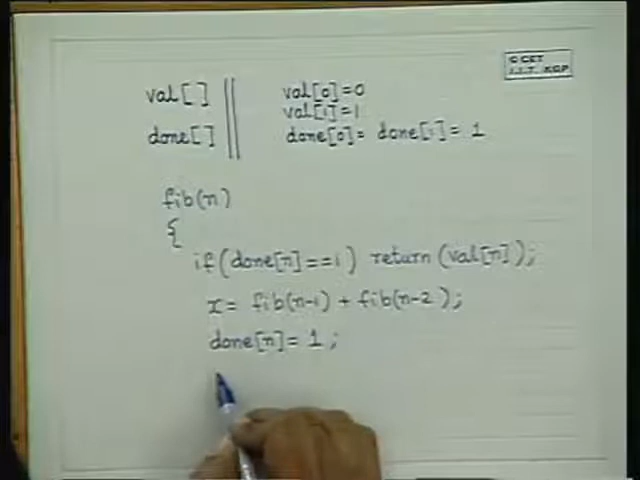 © CET
I.I.T. KGP
val[ ] val[0]=0
val[1]=1
done[ ] done[0]= done[1]= 1
fib(n)
{
if(done[n]==1) return(val[n]);
x= fib(n-1) + fib(n-2);
done[n]= 1;